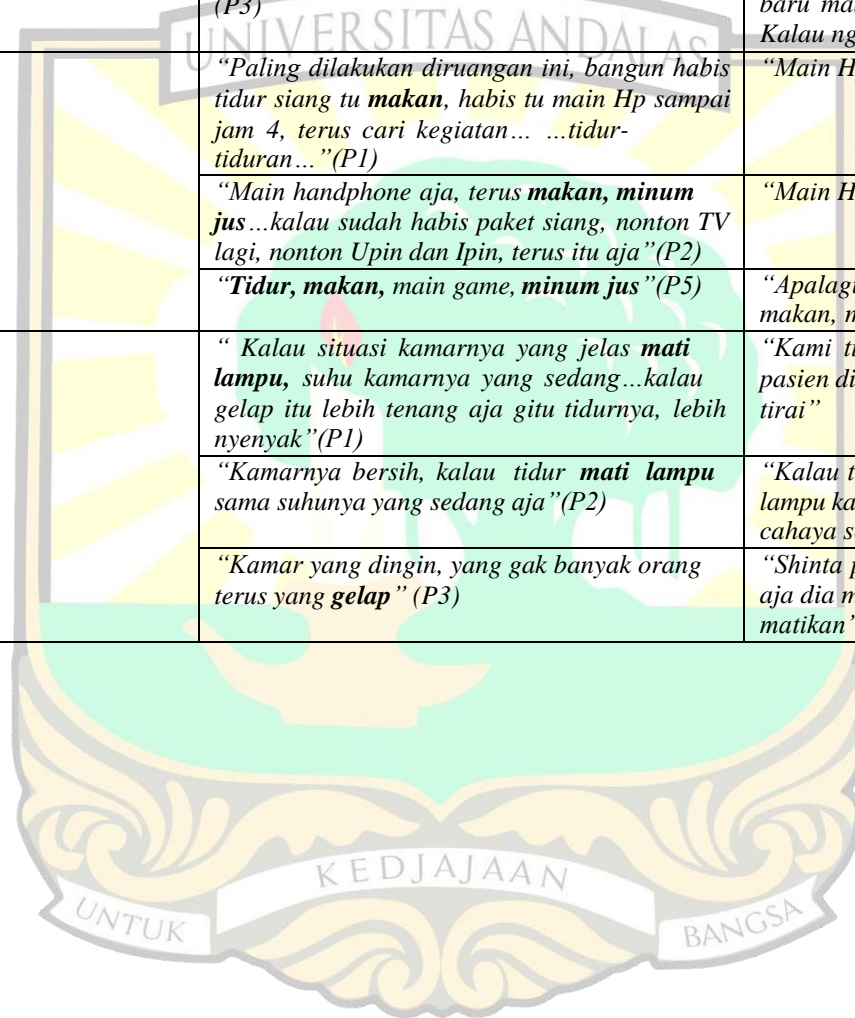 (P3)
UNIVERSITAS ANDALAS
Kalau
“Paling dilakukan diruangan ini, bangun habis
tidur siang tu makan, habis tu main Hp sampai
jam 4, terus cari kegiatan… …tidur-
tiduran…”(P1)
“Main
“Main handphone aja, terus makan, minum
jus…kalau sudah habis paket siang, nonton TV
lagi, nonton Upin dan Ipin, terus itu aja”(P2)
“Main
“Tidur, makan, main game, minum jus”(P5)
“Apalagi
makan,
“ Kalau situasi kamarnya yang jelas mati
lampu, suhu kamarnya yang sedang…kalau
gelap itu lebih tenang aja gitu tidurnya, lebih
nyenyak”(P1)
“Kami
pasien
tirai”
“Kamarnya bersih, kalau tidur mati lampu
sama suhunya yang sedang aja”(P2)
“Kalau
lampu
cahaya
“Kamar yang dingin, yang gak banyak orang
terus yang gelap” (P3)
“Shinta
aja dia
matikan”
KEDJAJAAN
UNTUK
BANGSA